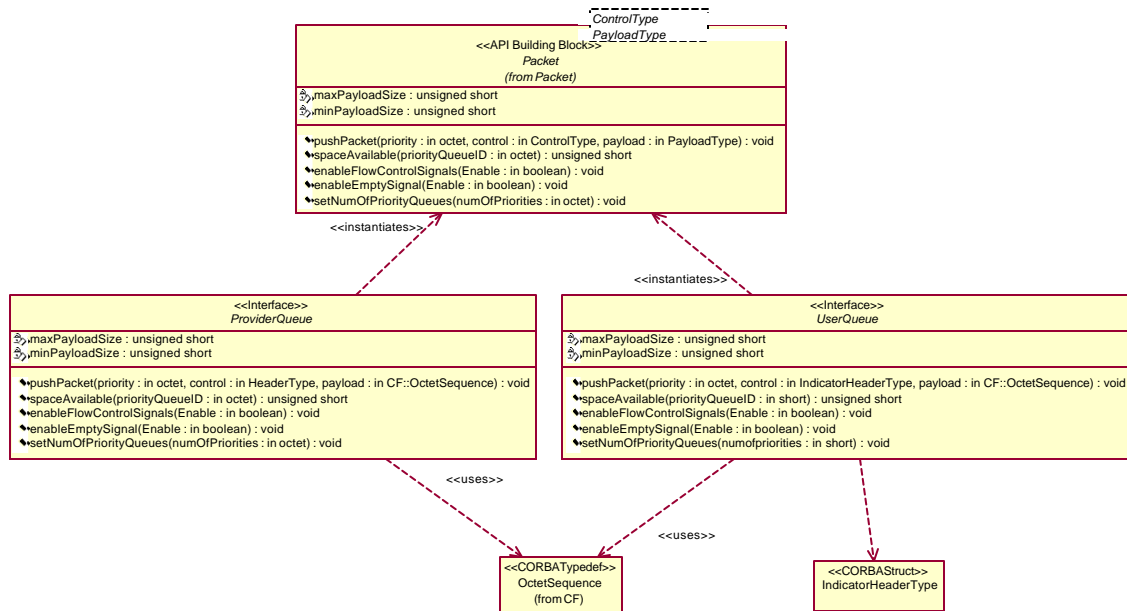 ControlType
PayloadType
<<API Building Block>>
Packet
(from Packet)
maxPayloadSize : unsigned short
minPayloadSize : unsigned short
pushPacket(priority : in octet, control : in ControlType, payload : in PayloadType) : void
spaceAvailable(priorityQueueID : in octet) : unsigned short
enableFlowControlSignals(Enable : in boolean) : void
enableEmptySignal(Enable : in boolean) : void
setNumOfPriorityQueues(numOfPriorities : in octet) : void
<<instantiates>>
<<instantiates>>
<<Interface>>
ProviderQueue
maxPayloadSize : unsigned short
minPayloadSize : unsigned short
pushPacket(priority : in octet, control : in HeaderType, payload : in CF::OctetSequence) : void
spaceAvailable(priorityQueueID : in octet) : unsigned short
enableFlowControlSignals(Enable : in boolean) : void
enableEmptySignal(Enable : in boolean) : void
setNumOfPriorityQueues(numOfPriorities : in octet) : void
<<Interface>>
UserQueue
maxPayloadSize : unsigned short
minPayloadSize : unsigned short
pushPacket(priority : in octet, control : in IndicatorHeaderType, payload : in CF::OctetSequence) : void
spaceAvailable(priorityQueueID : in short) : unsigned short
enableFlowControlSignals(Enable : in boolean) : void
enableEmptySignal(Enable : in boolean) : void
setNumOfPriorityQueues(numofpriorities : in short) : void
<<uses>>
<<uses>>
<<CORBATypedef>>
OctetSequence
(from CF)
<<CORBAStruct>>
IndicatorHeaderType